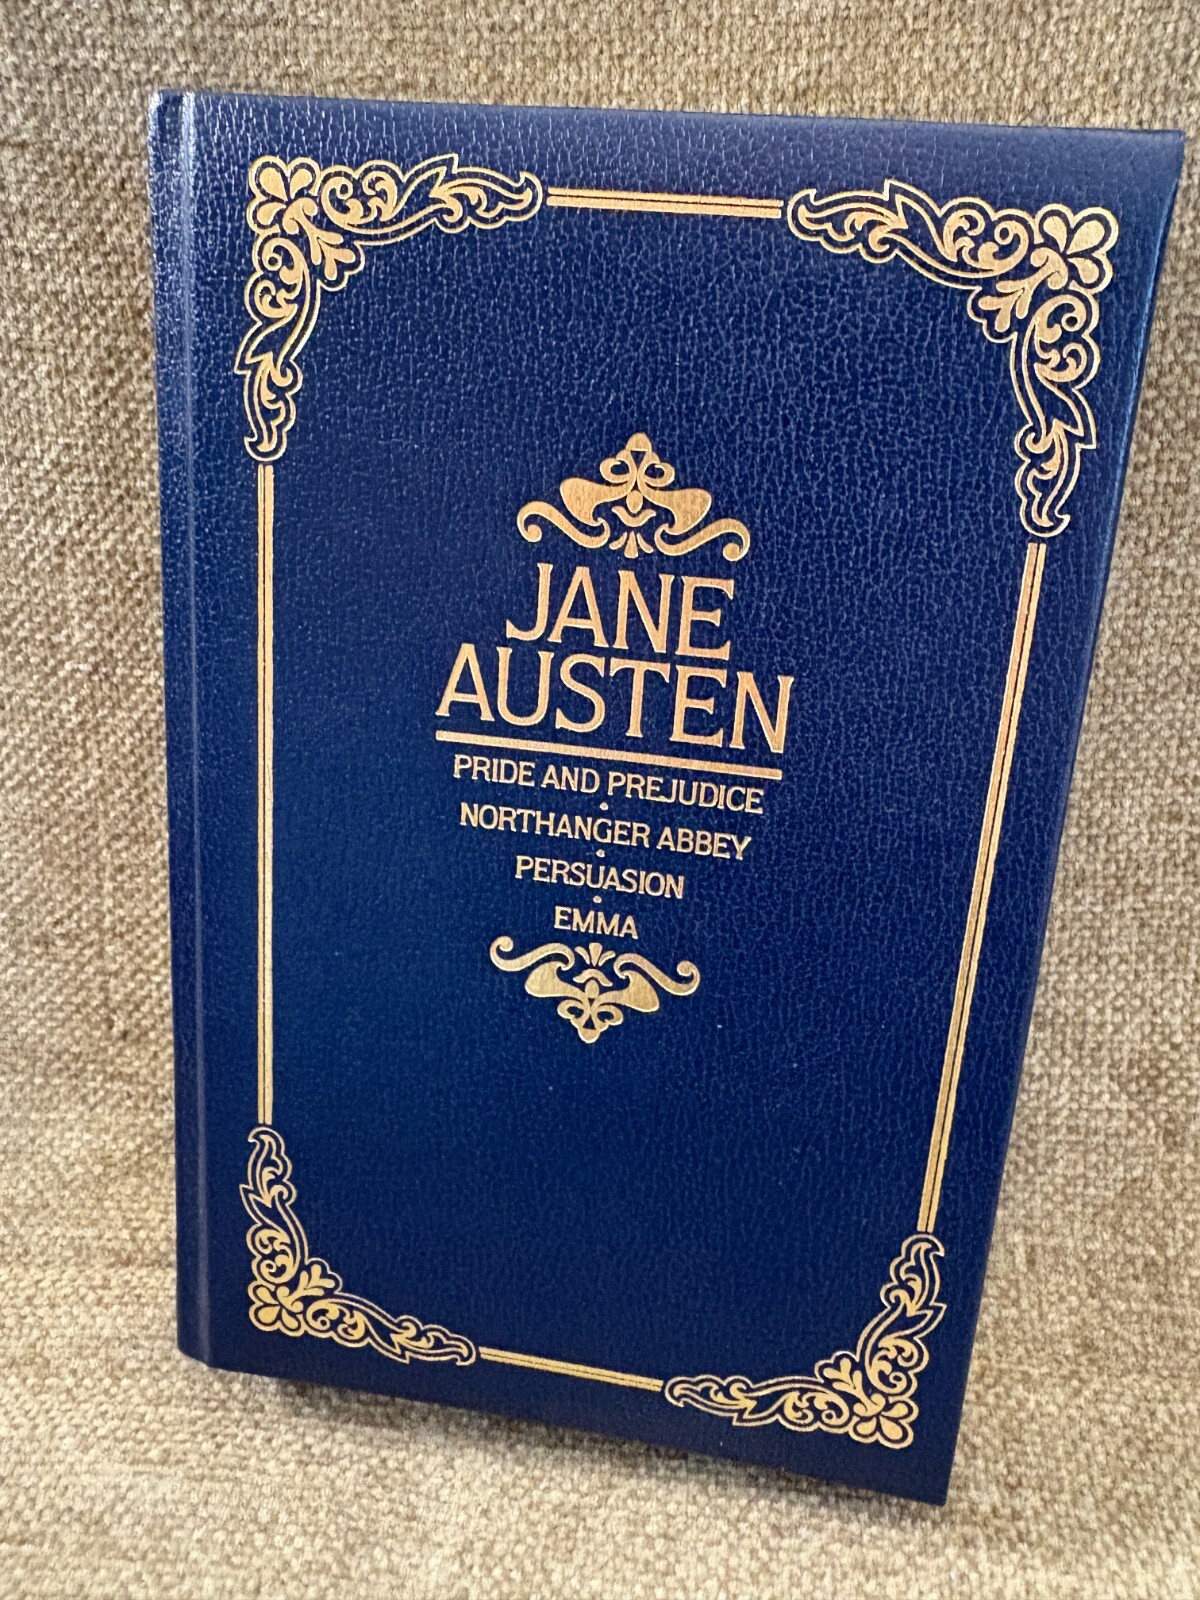 JANE
AUSTEN
PRIDE AND PREJUDICE
NORTHANGER ABBEY
PERSUASION
EMMA